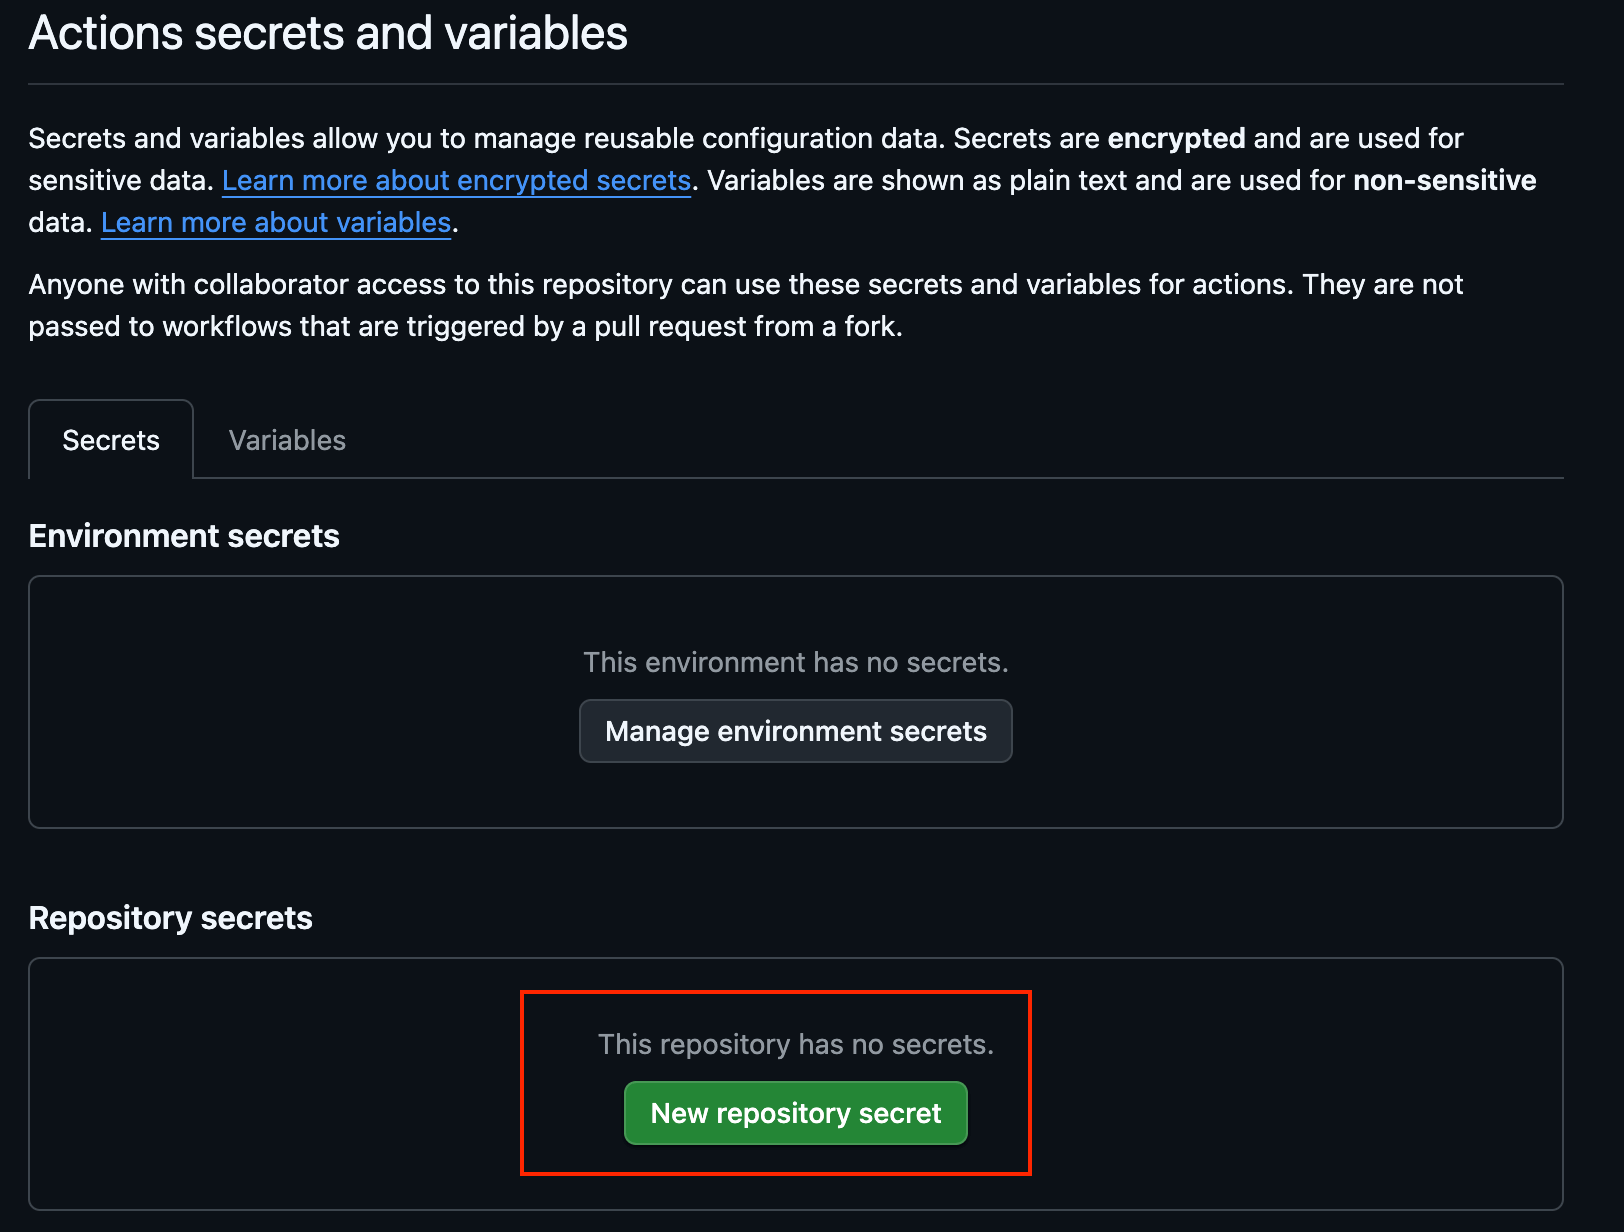 Actions secrets and variables
Secrets and variables allow you to manage reusable configuration data. Secrets are encrypted and are used for
sensitive data. Learn more about encrypted secrets. Variables are shown as plain text and are used for non-sensitive
data. Learn more about variables.
Anyone with collaborator access to this repository can use these secrets and variables for actions. They are not
passed to workflows that are triggered by a pull request from a fork.
Secrets Variables
Environment secrets
This environment has no secrets.
Manage environment secrets
Repository secrets
This repository has no secrets.
New repository secret